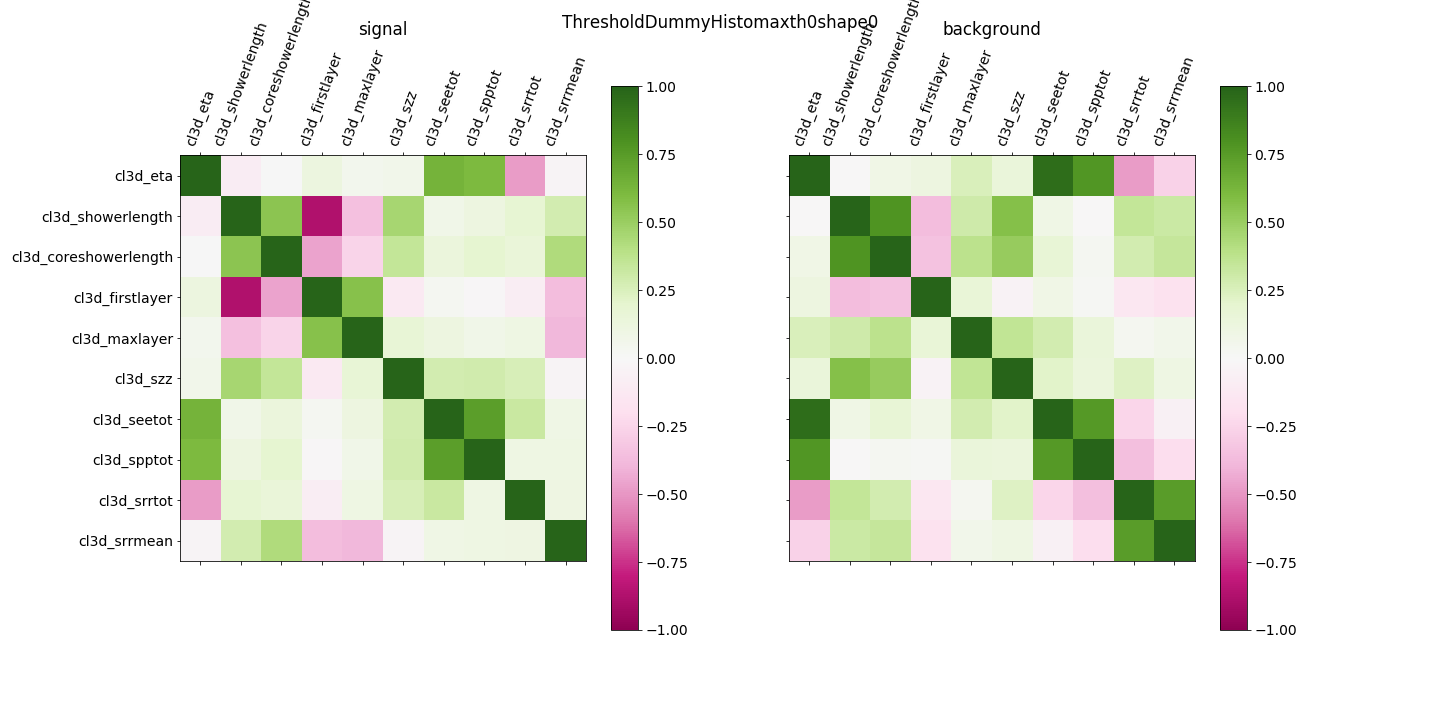 ThresholdDummyHistomaxth0shape0
signal
cl3d_eta
cl3d_showerlength
cl3d_coreshowerlength
cl3d_firstlayer
cl3d_maxlayer
cl3d_szz
cl3d_seetot
cl3d_spptot
cl3d_srrtot
cl3d_srrmean
cl3d_eta
cl3d_showerlength
cl3d_coreshowerlength
cl3d_firstlayer
cl3d_maxlayer
cl3d_szz
cl3d_seetot
cl3d_spptot
cl3d_srrtot
cl3d_srrmean
1.00
0.75
0.50
0.25
0.00
−0.25
−0.50
−0.75
−1.00
background
cl3d_eta
cl3d_showerlength
cl3d_coreshowerlength
cl3d_firstlayer
cl3d_maxlayer
cl3d_szz
cl3d_seetot
cl3d_spptot
cl3d_srrtot
cl3d_srrmean
1.00
0.75
0.50
0.25
0.00
−0.25
−0.50
−0.75
−1.00